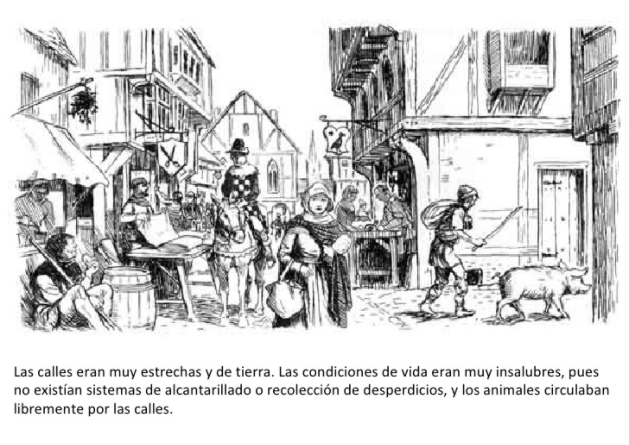 Las calles eran muy estrechas y de tierra. Las condiciones de vida eran muy insalubres, pues
no existían sistemas de alcantarillado o recolección de desperdicios, y los animales circulaban
libremente por las calles.